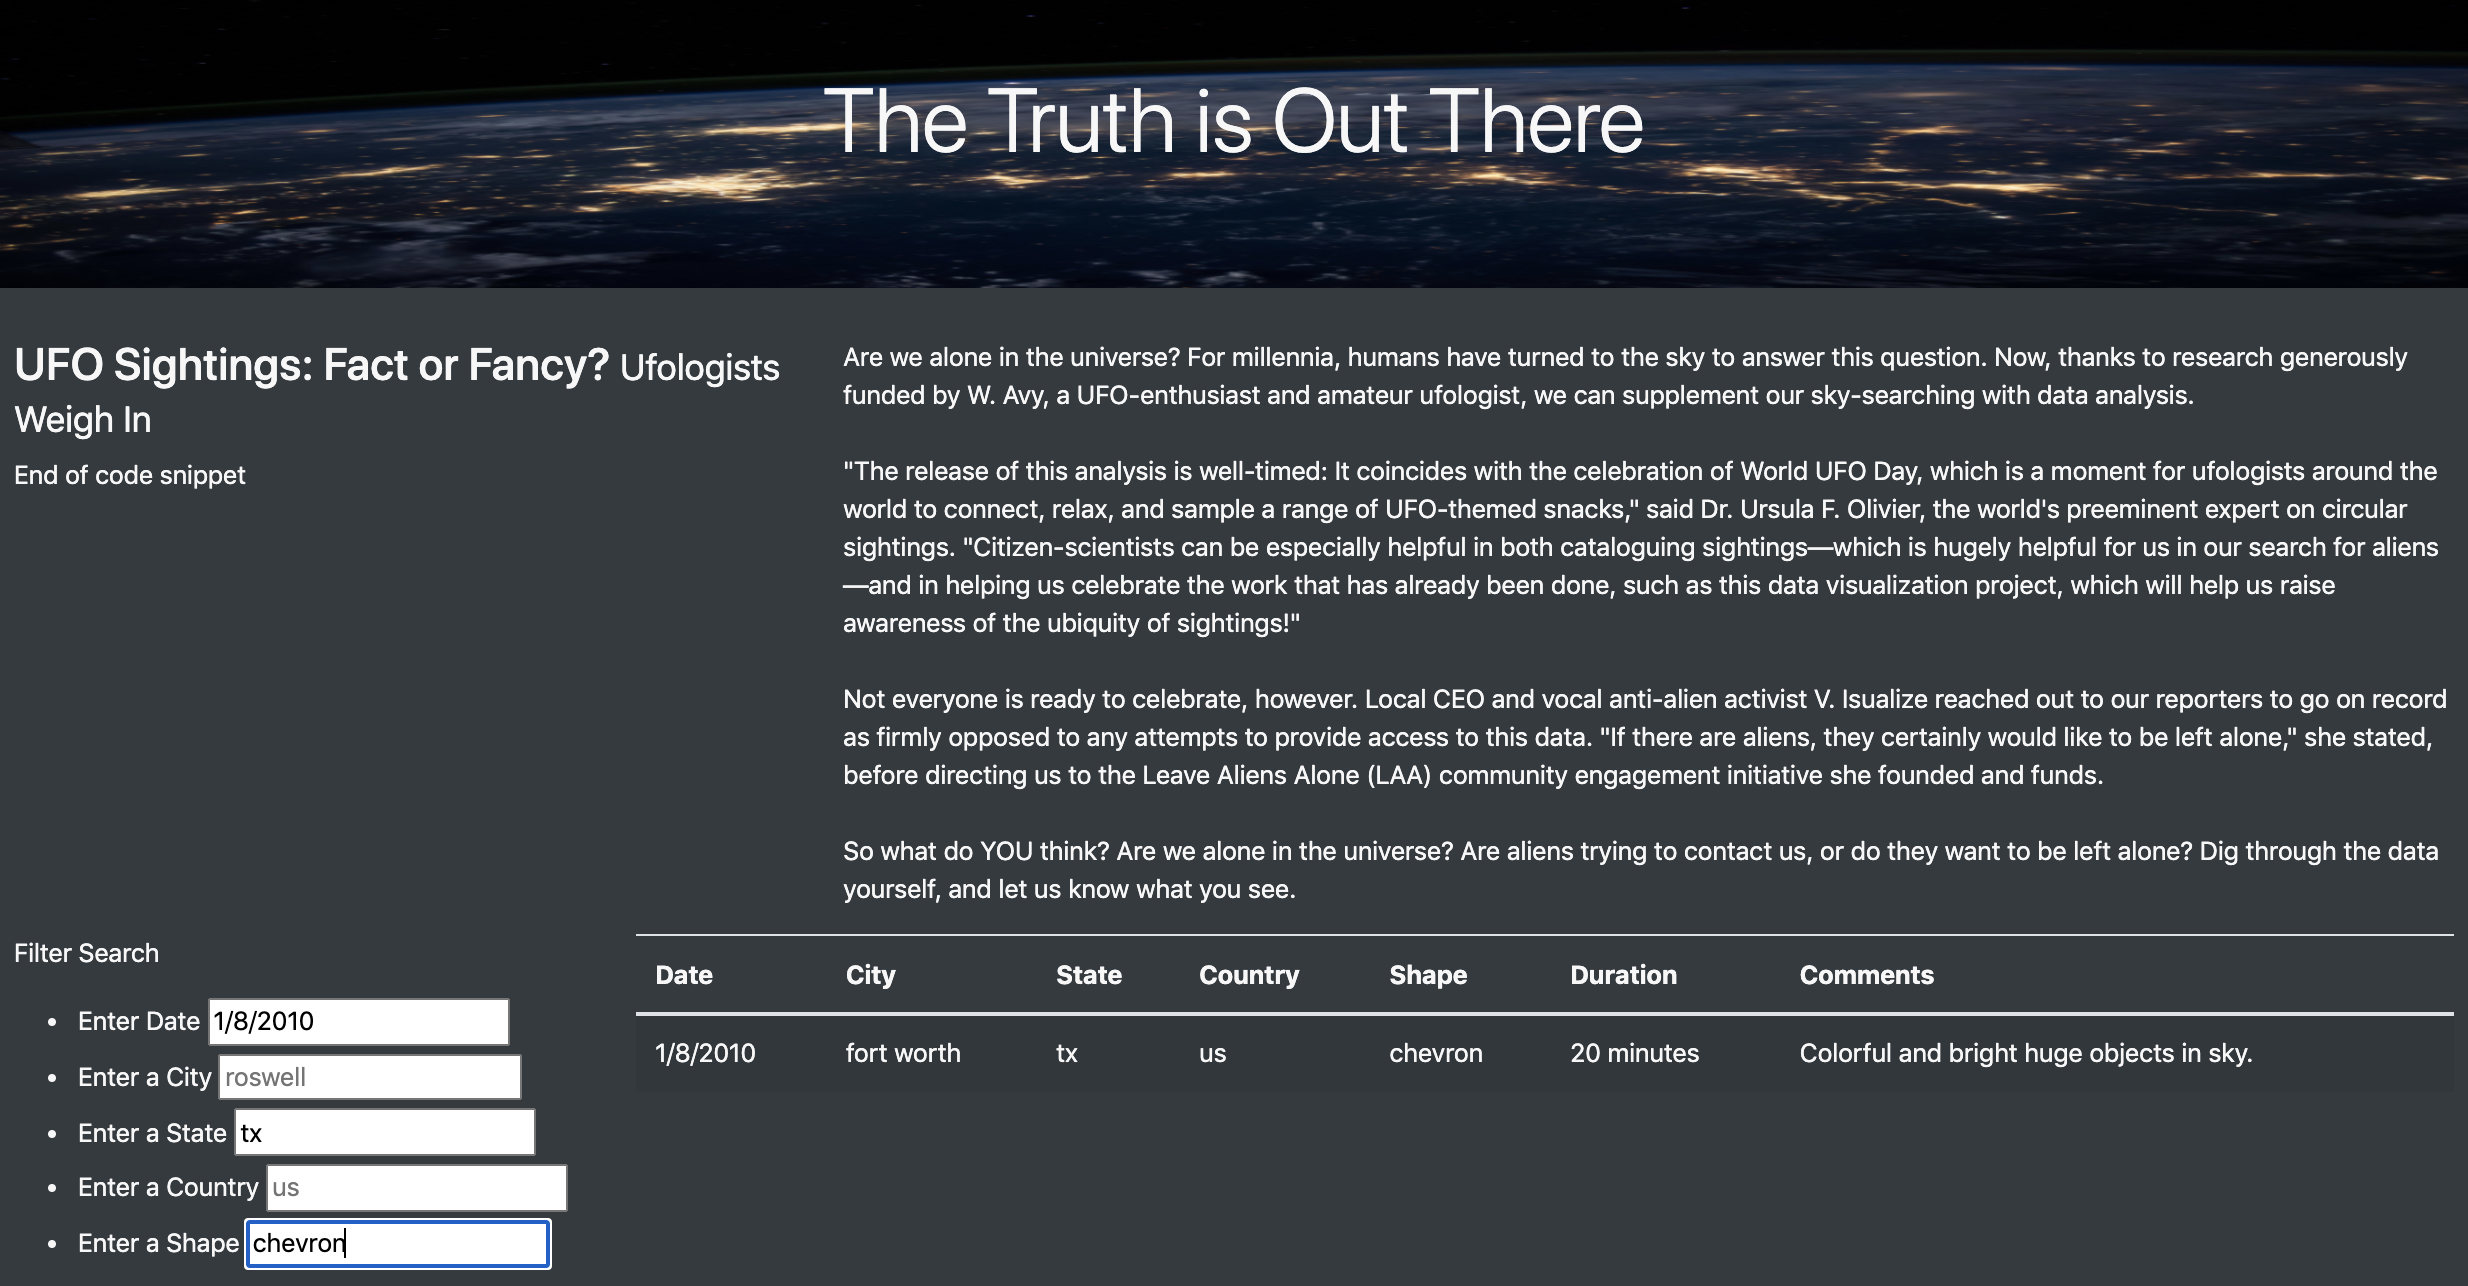 The Truth is Out There
UFO Sightings: Fact or Fancy? Ufologists
Weigh In
End of code snippet
Are we alone in the universe? For millennia, humans have turned to the sky to answer this question. Now, thanks to research generously
funded by W. Avy, a UFO-enthusiast and amateur ufologist, we can supplement our sky-searching with data analysis.
"The release of this analysis is well-timed: It coincides with the celebration of World UFO Day, which is a moment for ufologists around the
world to connect, relax, and sample a range of UFO-themed snacks," said Dr. Ursula F. Olivier, the world's preeminent expert on circular
sightings. "Citizen-scientists can be especially helpful in both cataloguing sightings—which is hugely helpful for us in our search for aliens
—and in helping us celebrate the work that has already been done, such as this data visualization project, which will help us raise
awareness of the ubiquity of sightings!"
Not everyone is ready to celebrate, however. Local CEO and vocal anti-alien activist V. Isualize reached out to our reporters to go on record
as firmly opposed to any attempts to provide access to this data. "If there are aliens, they certainly would like to be left alone," she stated,
before directing us to the Leave Aliens Alone (LAA) community engagement initiative she founded and funds.
So what do YOU think? Are we alone in the universe? Are aliens trying to contact us, or do they want to be left alone? Dig through the data
yourself, and let us know what you see.
Filter Search
• Enter Date 1/8/2010
• Enter a City roswell
• Enter a State tx
• Enter a Country us
• Enter a Shape chevron
Date City State Country Shape Duration Comments
1/8/2010 fort worth tx us chevron 20 minutes Colorful and bright huge objects in sky.